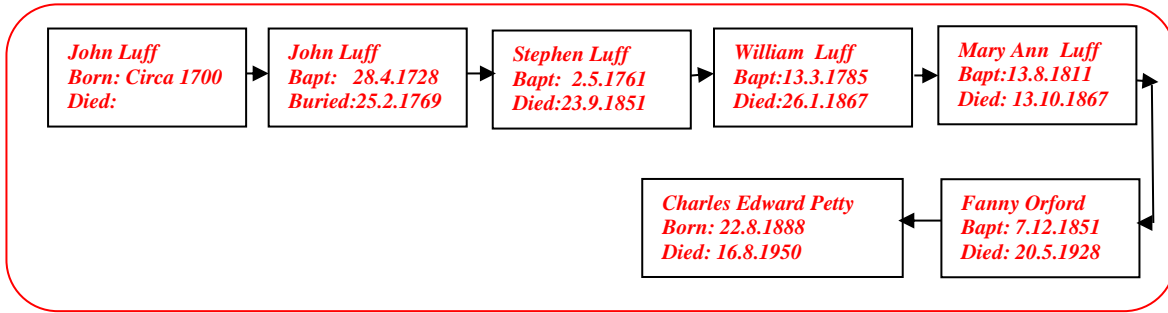 John Luff
Born: Circa 1700
Died:
John Luff
Bapt: 28.4.1728
Buried:25.2.1769
Stephen Luff
Bapt: 2.5.1761
Died:23.9.1851
William Luff
Bapt:13.3.1785
Died:26.1.1867
Mary Ann Luff
Bapt:13.8.1811
Died: 13.10.1867
Fanny Orford
Bapt: 7.12.1851
Died: 20.5.1928
Charles Edward Petty
Born: 22.8.1888
Died: 16.8.1950